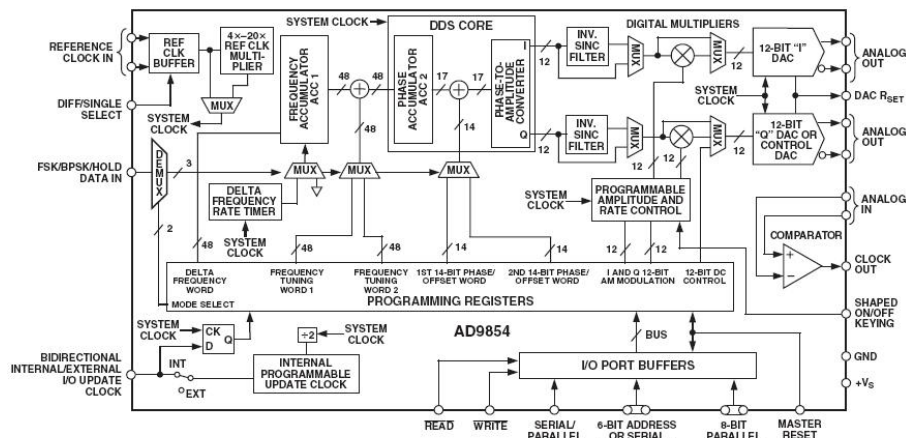 SYSTEM CLOCK
DDS CORE
DIGITAL MULTIPLIERS
REFERENCE
CLOCK IN
REF
CLK
BUFFER
4×–20×
REF CLK
MULTI-
PLIER
MUX
SYSTEM
CLOCK
DIFF/SINGLE
SELECT
FREQUENCY
ACCUMULATOR
ACC 1
48
48
48
PHASE
ACCUMULATOR
ACC 2
17
17
14
PHASE-TO-
AMPLITUDE
CONVERTER
I
Q
12
12
INV.
SINC
FILTER
MUX
MUX
12
12-BIT “I”
DAC
ANALOG
OUT
SYSTEM
CLOCK
DAC RSET
INV.
SINC
FILTER
MUX
12
12
MUX
12
12-BIT
“Q” DAC OR
CONTROL
DAC
ANALOG
OUT
FSK/BPSK/HOLD
DATA IN
DEMUX
3
2
MUX
MUX
MUX
DELTA
FREQUENCY
RATE TIMER
SYSTEM
CLOCK
SYSTEM
CLOCK
PROGRAMMABLE
AMPLITUDE AND
RATE CONTROL
ANALOG
IN
COMPARATOR
+
–
CLOCK
OUT
48
48
48
14
14
12
12
DELTA
FREQUENCY
WORD
FREQUENCY
TUNING
WORD 1
FREQUENCY
TUNING
WORD 2
1ST 14-BIT PHASE/
OFFSET WORD
2ND 14-BIT PHASE/
OFFSET WORD
I AND Q 12-BIT
AM MODULATION
12-BIT DC
CONTROL
MODE SELECT
PROGRAMMING REGISTERS
SHAPED
ON/OFF
KEYING
SYSTEM
CLOCK
CK
D
Q
÷2
SYSTEM
CLOCK
AD9854
BUS
BIDIRECTIONAL
INTERNAL/EXTERNAL
I/O UPDATE
CLOCK
INT
EXT
INTERNAL
PROGRAMMABLE
UPDATE CLOCK
I/O PORT BUFFERS
GND
+VS
READ
WRITE
SERIAL/
PARALLEL
6-BIT ADDRESS
OR SERIAL
8-BIT
PARALLEL
MASTER
RESET